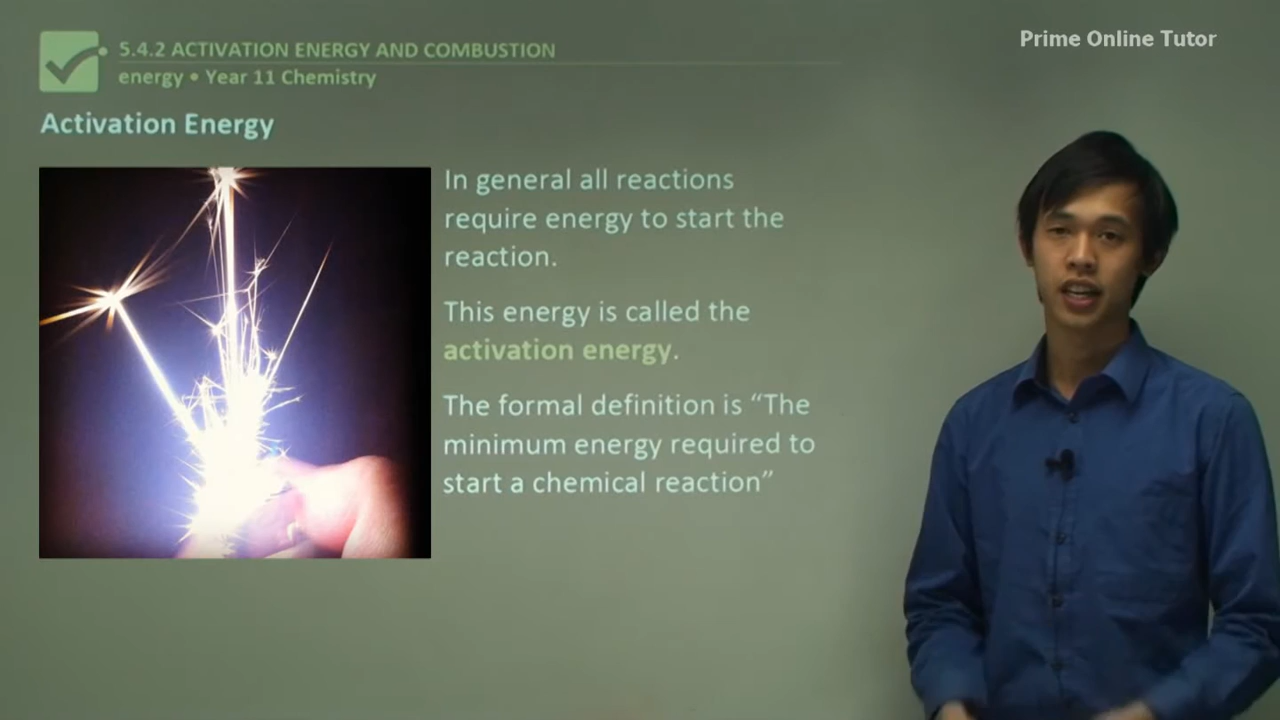 5.4.2 ACTIVATION ENERGY AND COMBUSTION
energy • Year 11 Chemistry
Prime Online Tutor
Activation Energy
In general all reactions
require energy to start the
reaction.
This energy is called the
activation energy.
The formal definition is “The
minimum energy required to
start a chemical reaction”